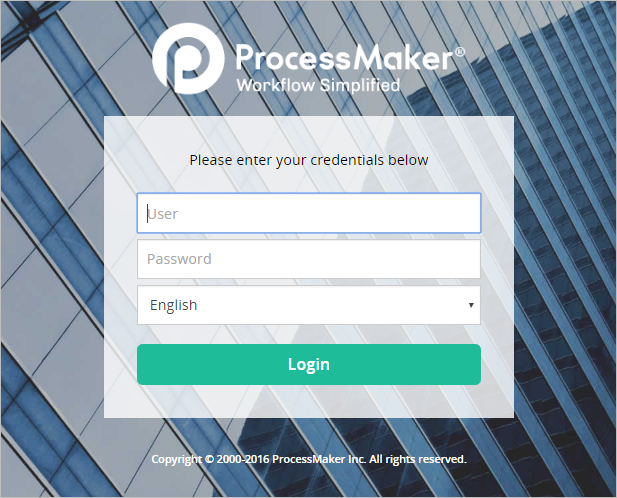 ProcessMaker®
Workflow Simplified
Please enter your credentials below
User
Password
English
Login
Copyright © 2000-2016 ProcessMaker Inc. All rights reserved.